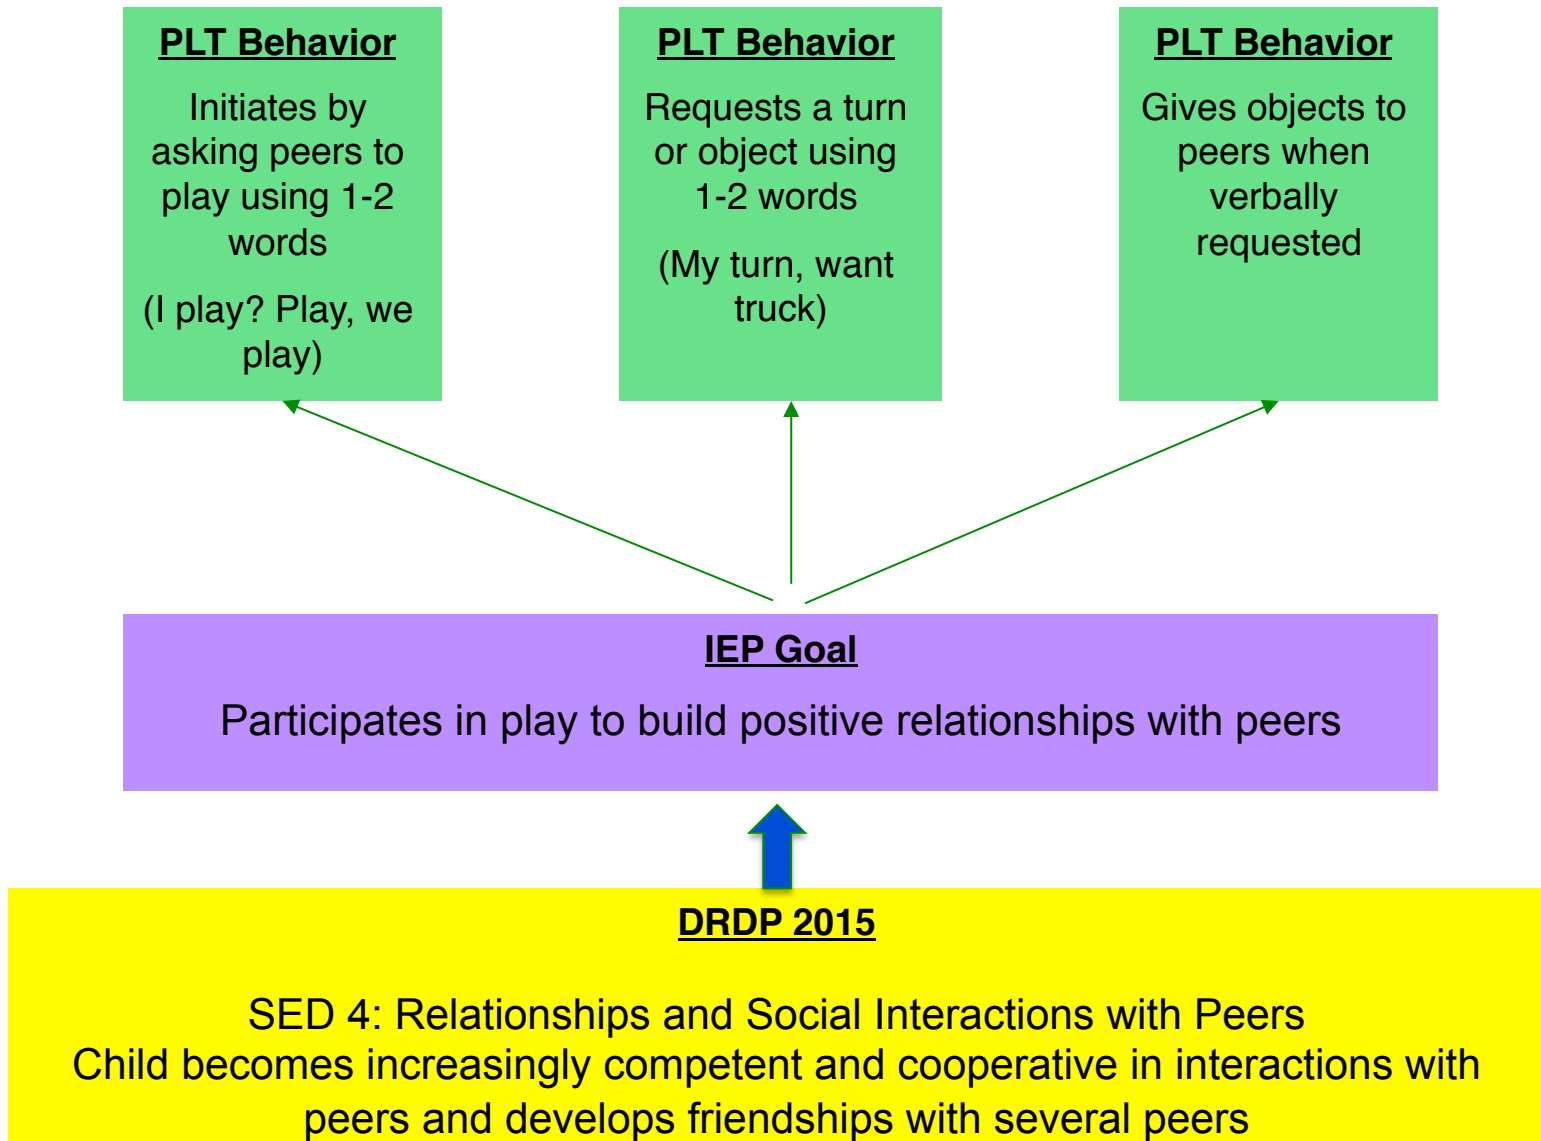 PLT Behavior
Initiates by
asking peers to
play using 1-2
words
(I play? Play, we
play)
PLT Behavior
Requests a turn
or object using
1-2 words
(My turn, want
truck)
PLT Behavior
Gives objects to
peers when
verbally
requested
IEP Goal
Participates in play to build positive relationships with peers
DRDP 2015
SED 4: Relationships and Social Interactions with Peers
Child becomes increasingly competent and cooperative in interactions with
peers and develops friendships with several peers